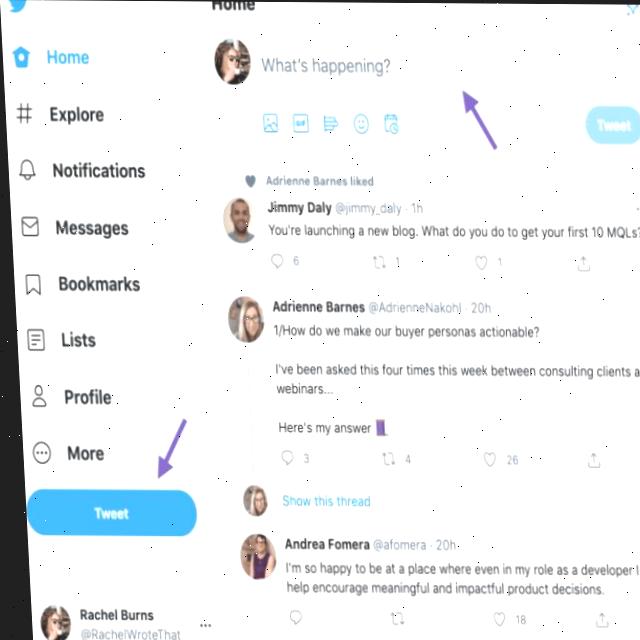 Home
Home
Explore
Notifications
Messages
Bookmarks
Lists
Profile
More
Tweet
Rachel Burns
@RachelWroteThat
What's happening?
GIF
Tweet
Adrienne Barnes liked
Jimmy Daly @jimmy_daly · 1h
You're launching a new blog. What do you do to get your first 10 MQLs?
6 1 1
Adrienne Barnes @AdrienneNakohl · 20h
1/How do we make our buyer personas actionable?
I've been asked this four times this week between consulting clients a
webinars...
Here's my answer
3 4 26
Show this thread
Andrea Fomera @afomera · 20h
I'm so happy to be at a place where even in my role as a developer I
help encourage meaningful and impactful product decisions.
18